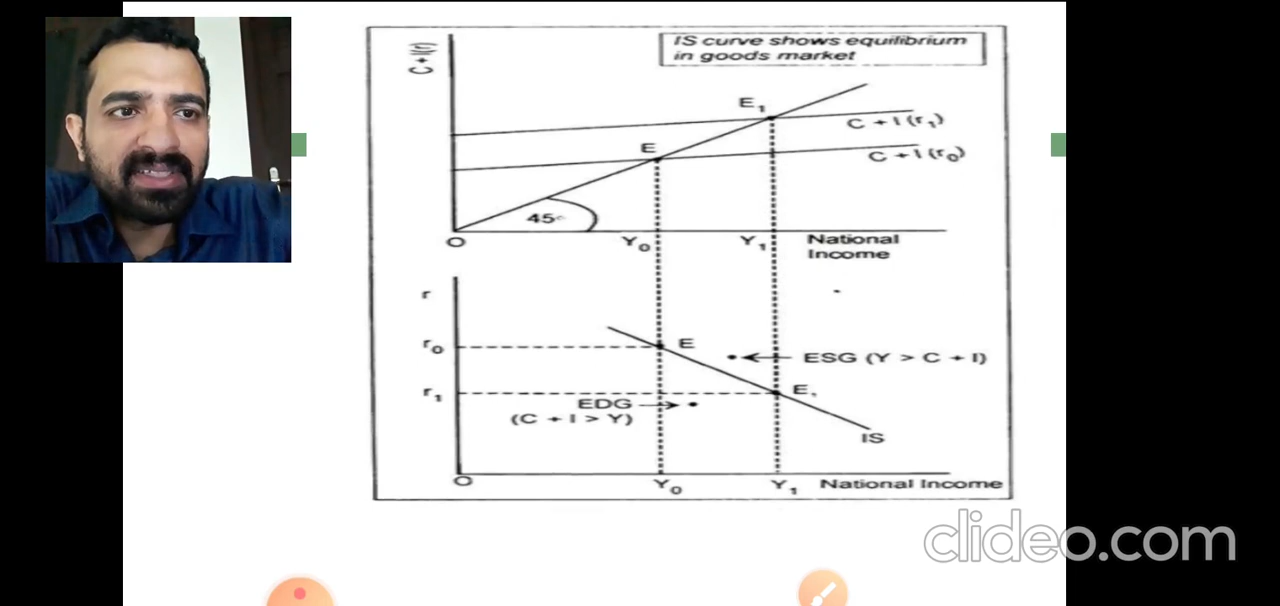 IS curve shows equilibrium
in goods market
C + I(r)
E₁
C + I (r₁)
E
C + I (r₀)
45°
O
Y₀
Y₁
National
Income
r
r₀
E
ESG (Y > C + I)
r₁
E₁
EDG
(C + I > Y)
IS
O
Y₀
Y₁
National Income
clideo.com